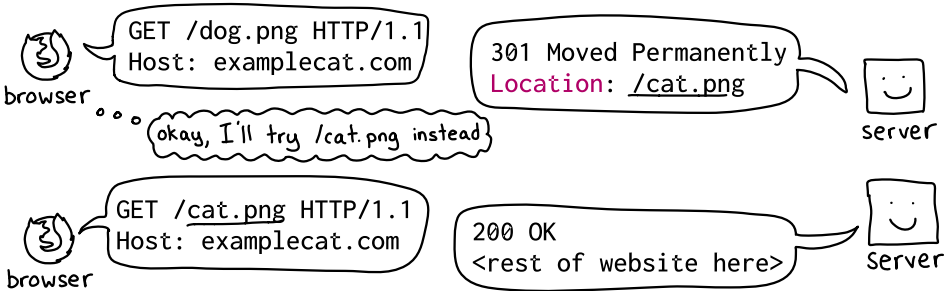 GET /dog.png HTTP/1.1
Host: examplecat.com
browser
301 Moved Permanently
Location: /cat.png
server
okay, I'll try /cat.png instead
GET /cat.png HTTP/1.1
Host: examplecat.com
browser
200 OK
<rest of website here>
server